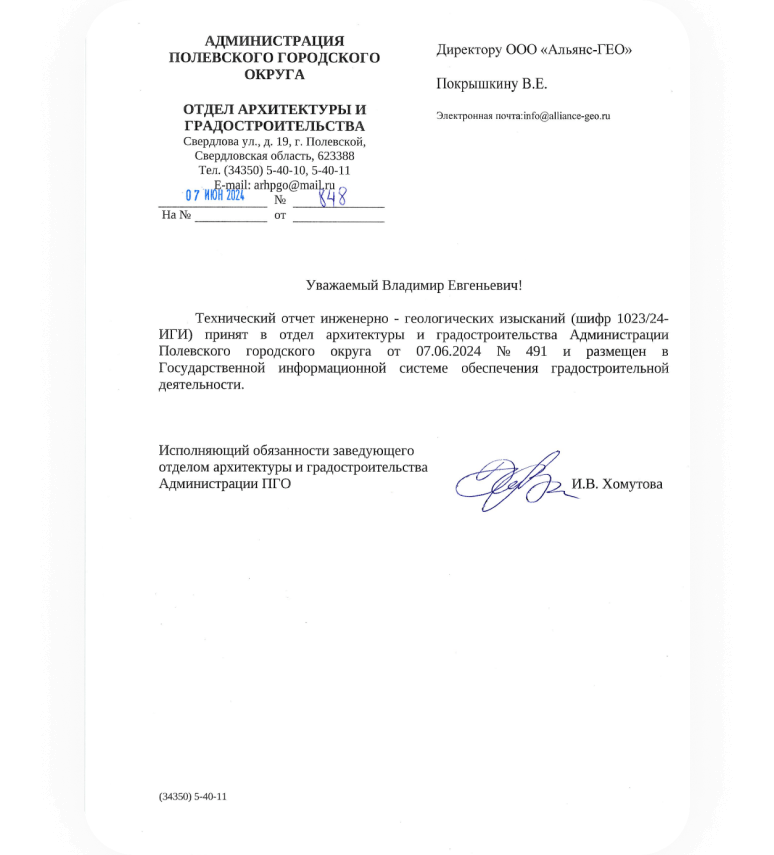 АДМИНИСТРАЦИЯ
ПОЛЕВСКОГО ГОРОДСКОГО
ОКРУГА
ОТДЕЛ АРХИТЕКТУРЫ И
ГРАДОСТРОИТЕЛЬСТВА
Свердлова ул., д. 19, г. Полевской,
Свердловская область, 623388
Тел. (34350) 5-40-10, 5-40-11
E-mail: arhpgo@mail.ru
07 ИЮН 2024 № 848
На № от
Директору ООО «Альянс-ГЕО»
Покрышкину В.Е.
Электронная почта:info@alliance-geo.ru
Уважаемый Владимир Евгеньевич!
Технический отчет инженерно - геологических изысканий (шифр 1023/24-
ИГИ) принят в отдел архитектуры и градостроительства Администрации
Полевского городского округа от 07.06.2024 № 491 и размещен в
Государственной информационной системе обеспечения градостроительной
деятельности.
Исполняющий обязанности заведующего
отделом архитектуры и градостроительства
Администрации ПГО И.В. Хомутова
(34350) 5-40-11